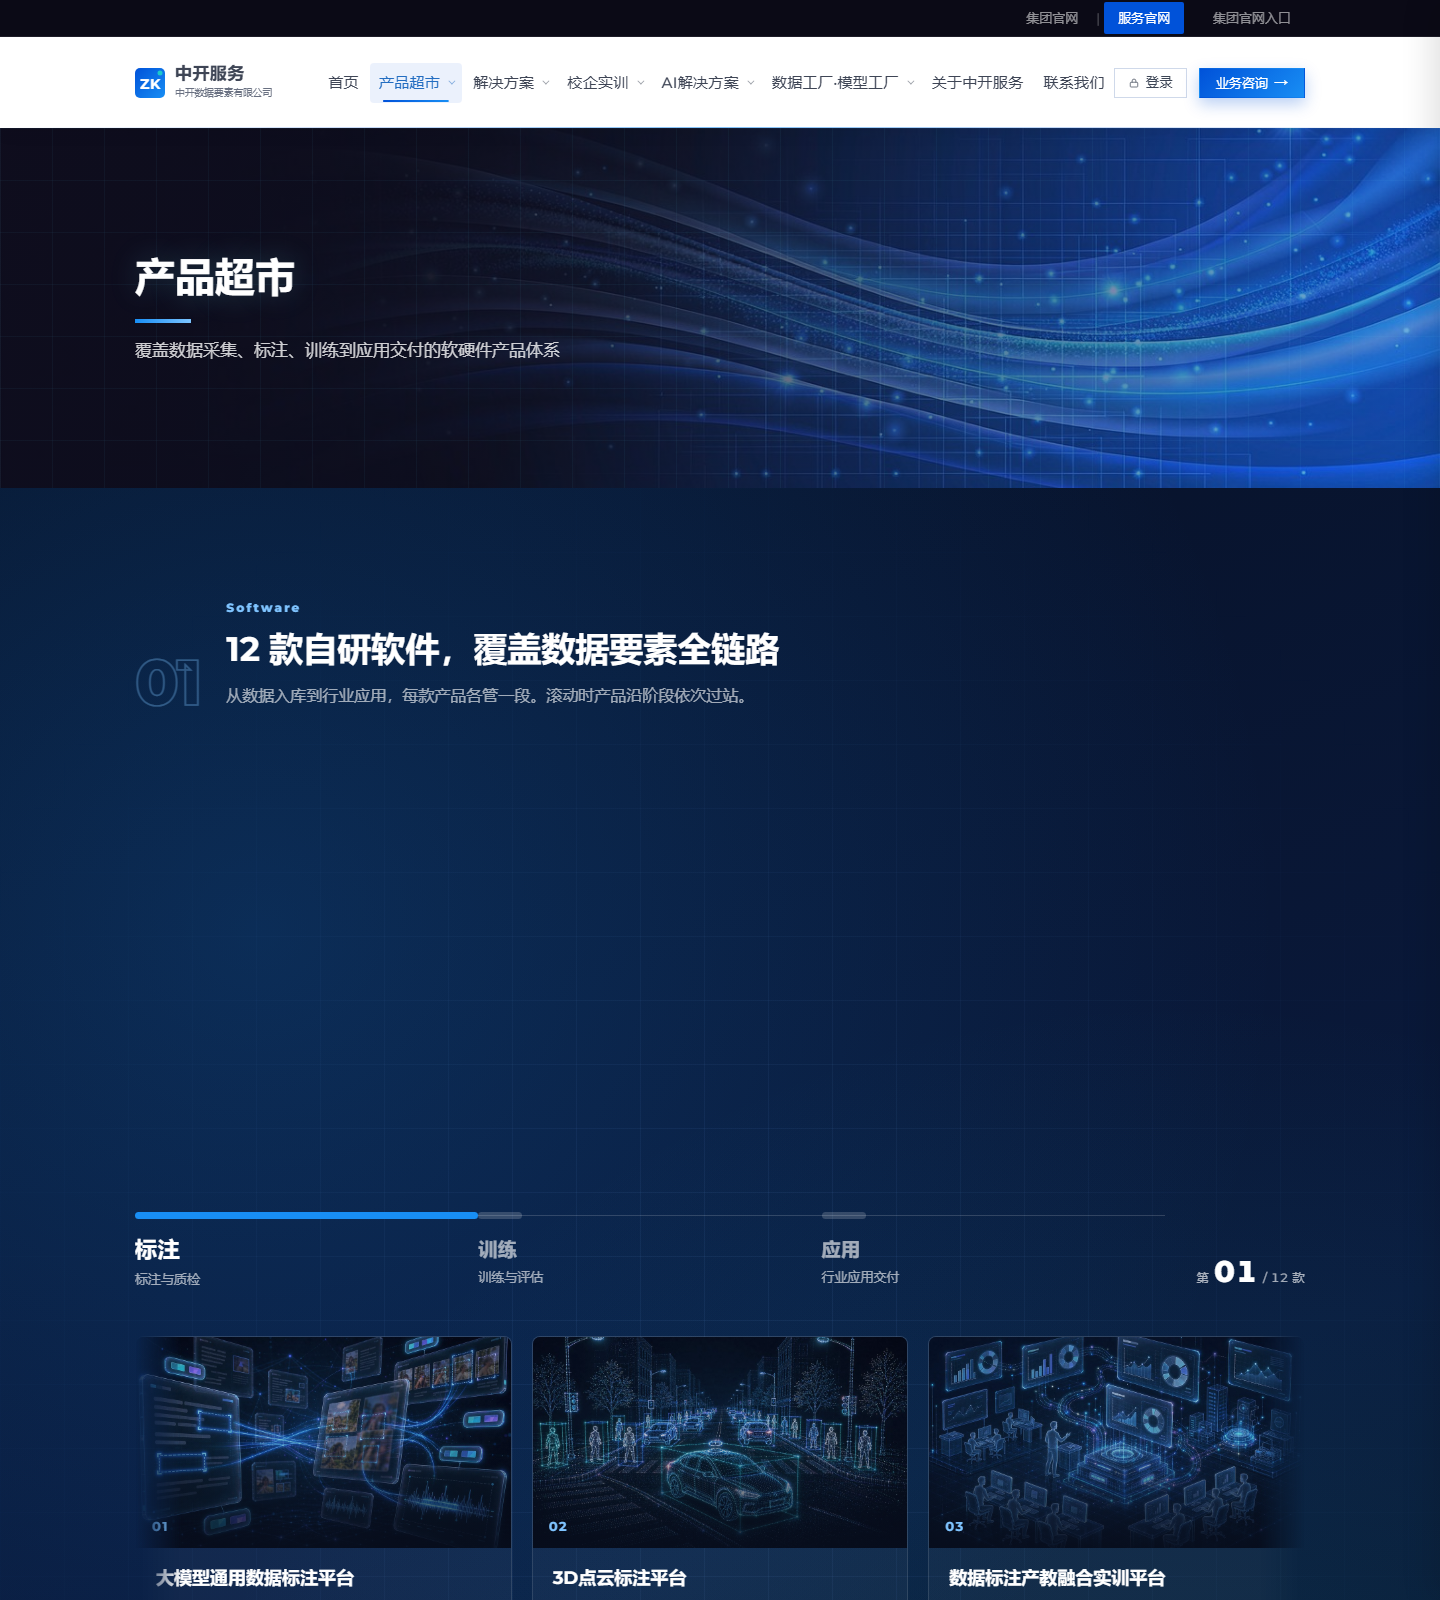 集团官网 | 服务官网 集团官网入口
ZK 中开服务
中开数据要素有限公司
首页 产品超市 解决方案 校企实训 AI解决方案 数据工厂·模型工厂 关于中开服务 联系我们 登录 业务咨询 →
产品超市
覆盖数据采集、标注、训练到应用交付的软硬件产品体系
Software
01
12 款自研软件，覆盖数据要素全链路
从数据入库到行业应用，每款产品各管一段。滚动时产品沿阶段依次过站。
标注
标注与质检
训练
训练与评估
应用
行业应用交付
第 01 / 12 款
01
大模型通用数据标注平台
02
3D点云标注平台
03
数据标注产教融合实训平台